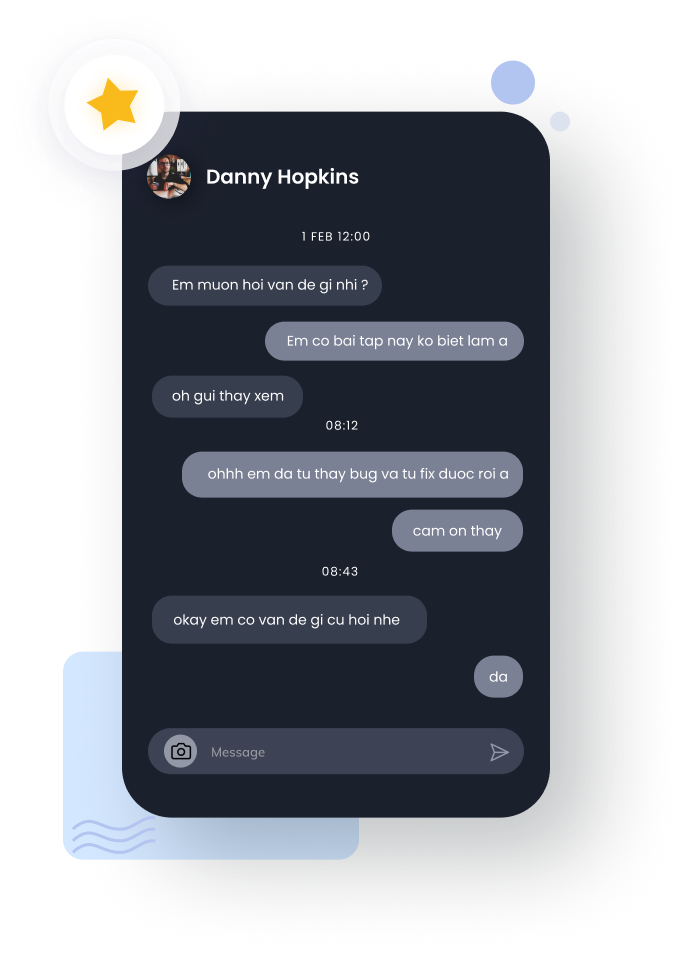 Danny Hopkins
1 FEB 12:00
Em muon hoi van de gi nhi ?
Em co bai tap nay ko biet lam a
oh gui thay xem
08:12
ohhh em da tu thay bug va tu fix duoc roi a
cam on thay
08:43
okay em co van de gi cu hoi nhe
da
Message